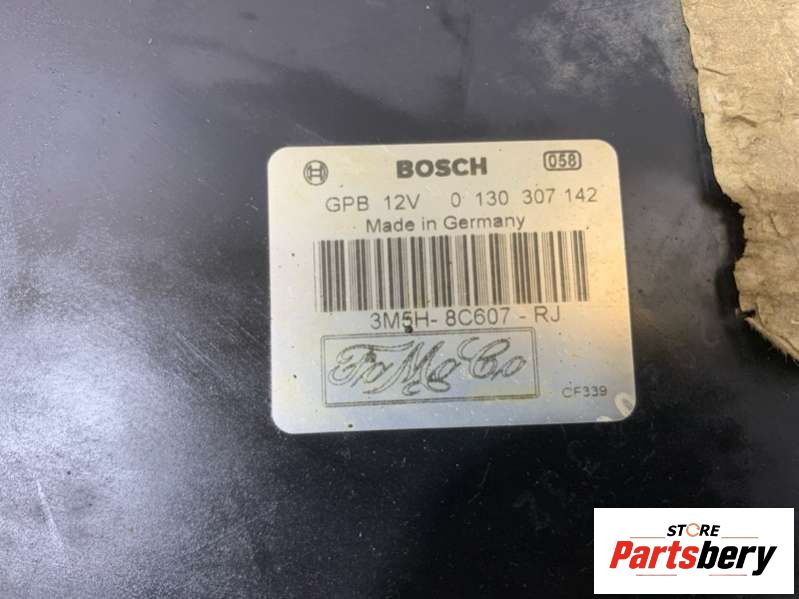 BOSCH 058
GPB 12V 0 130 307 142
Made in Germany
3M5H- 8C607 - RJ
FoMoCo
CF339
STORE
Partsbery